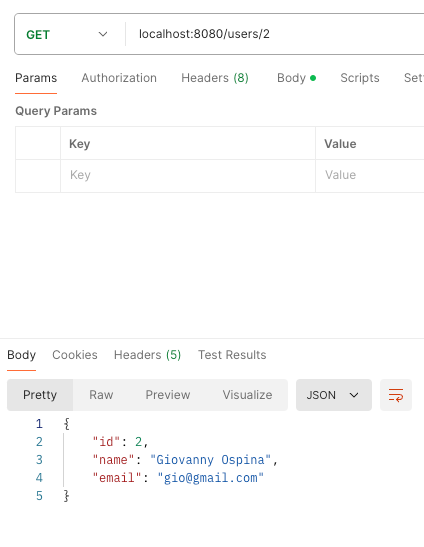 GET localhost:8080/users/2
Params Authorization Headers (8) Body Scripts Set
Query Params
Key Value
Key Value
Body Cookies Headers (5) Test Results
Pretty Raw Preview Visualize JSON
1 {
2 "id": 2,
3 "name": "Giovanny Ospina",
4 "email": "gio@gmail.com"
5 }